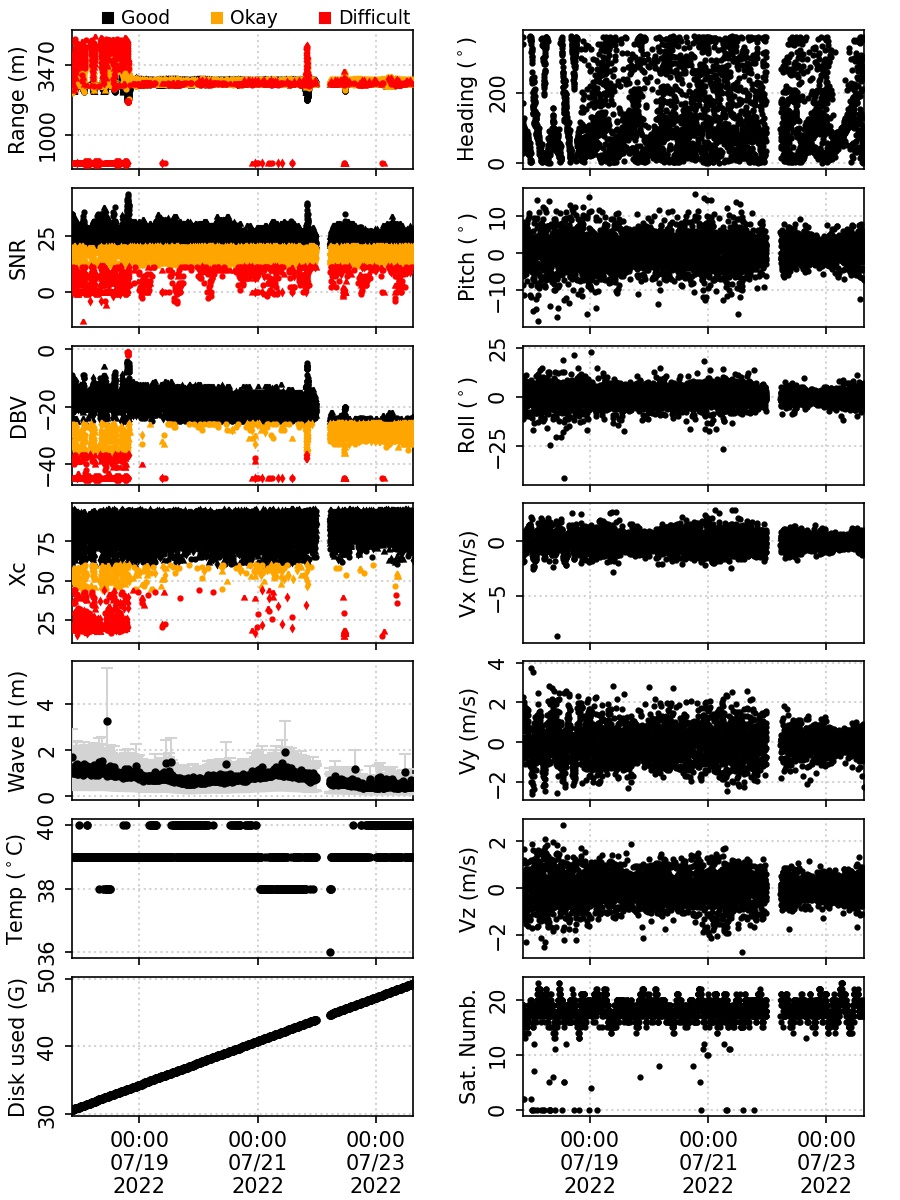 Good Okay Difficult
Range (m)
3470
1000
Heading (°)
200
0
SNR
25
0
Pitch (°)
10
0
−10
DBV
0
−20
−40
Roll (°)
25
0
−25
Xc
75
50
25
Vx (m/s)
0
−5
Wave H (m)
4
2
0
Vy (m/s)
4
2
0
−2
Temp (°C)
40
38
36
Vz (m/s)
2
0
−2
Disk used (G)
50
40
30
Sat. Numb.
20
10
0
00:00 00:00 00:00
07/19 07/21 07/23
2022 2022 2022
00:00 00:00 00:00
07/19 07/21 07/23
2022 2022 2022